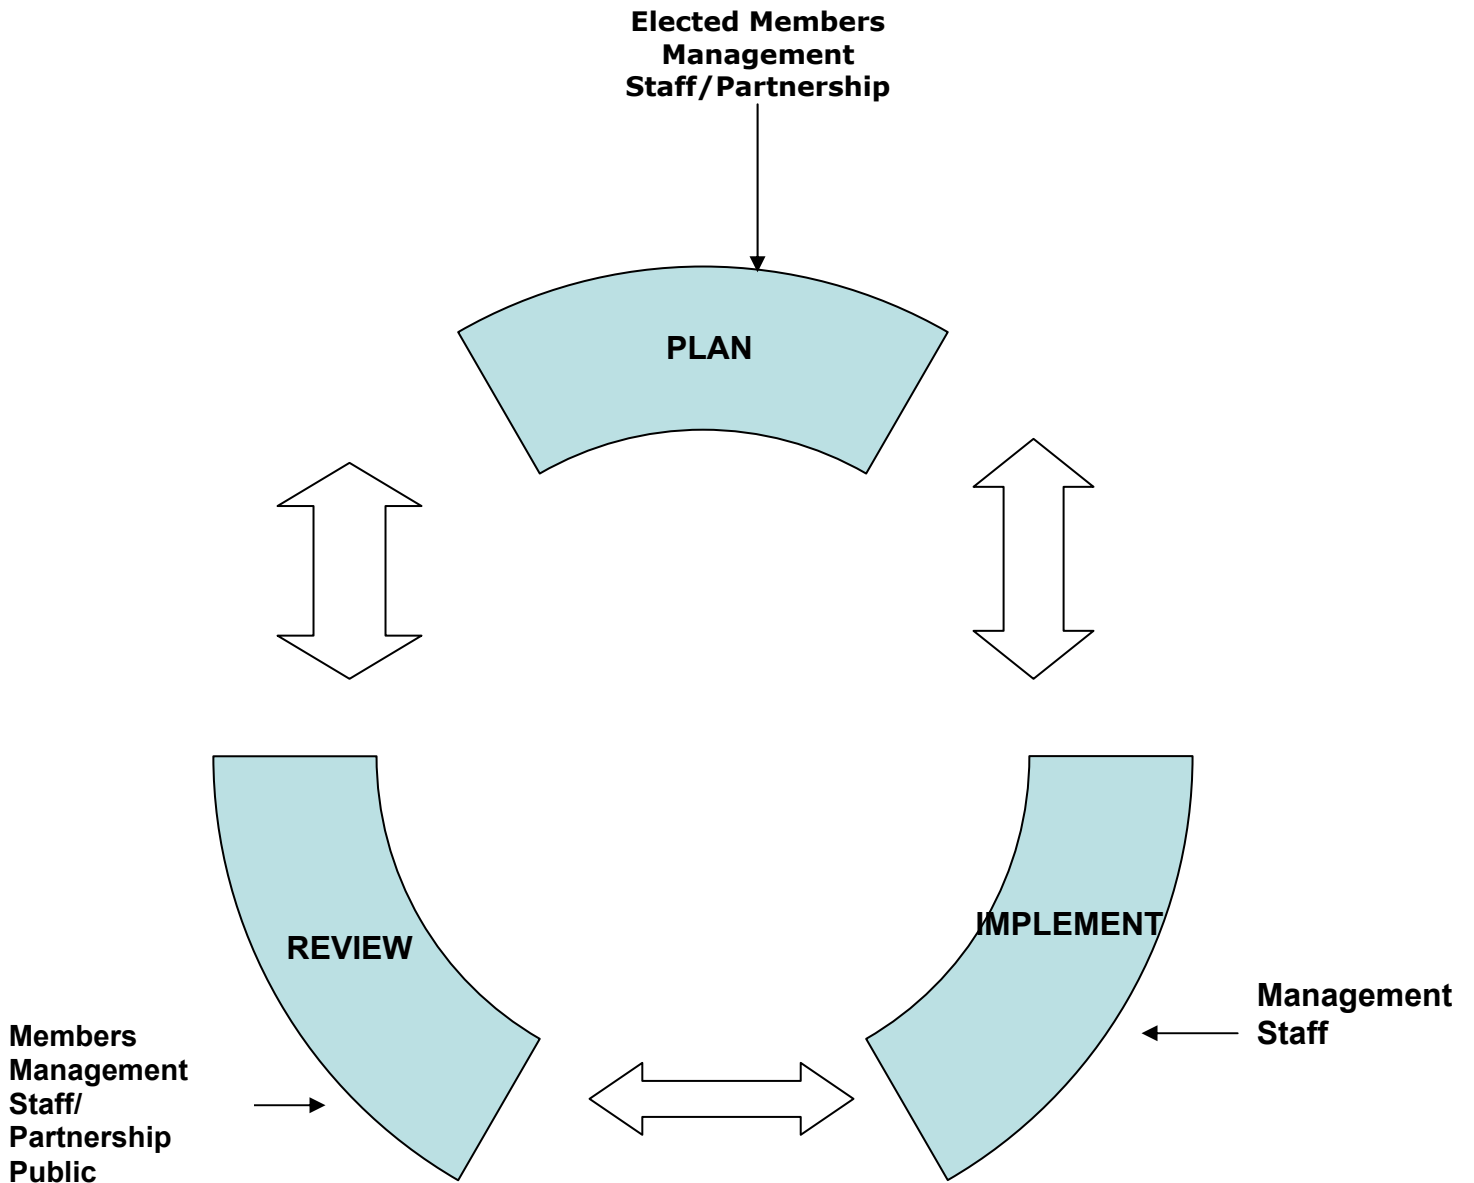 Elected Members
Management
Staff/Partnership
PLAN
IMPLEMENT
REVIEW
Management
Staff
Members
Management
Staff/
Partnership
Public